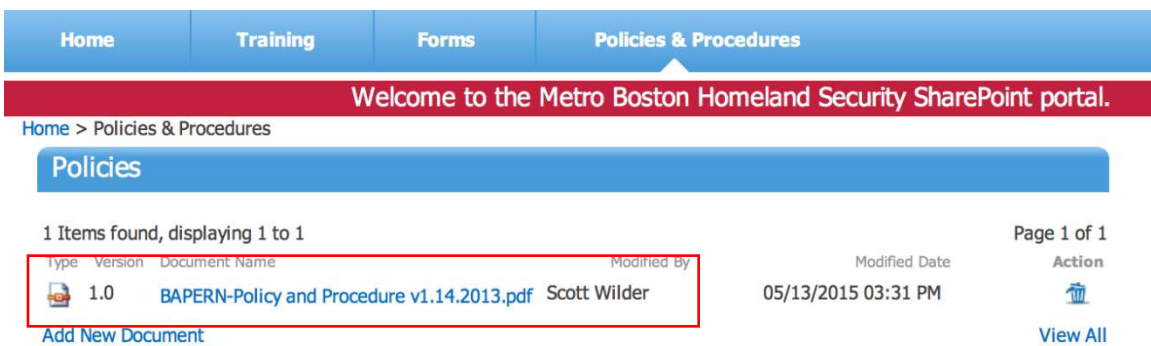 Home Training Forms Policies & Procedures
Welcome to the Metro Boston Homeland Security SharePoint portal.
Home > Policies & Procedures
Policies
1 Items found, displaying 1 to 1 Page 1 of 1
Type Version Document Name Modified By Modified Date Action
1.0 BAPERN-Policy and Procedure v1.14.2013.pdf Scott Wilder 05/13/2015 03:31 PM
Add New Document View All